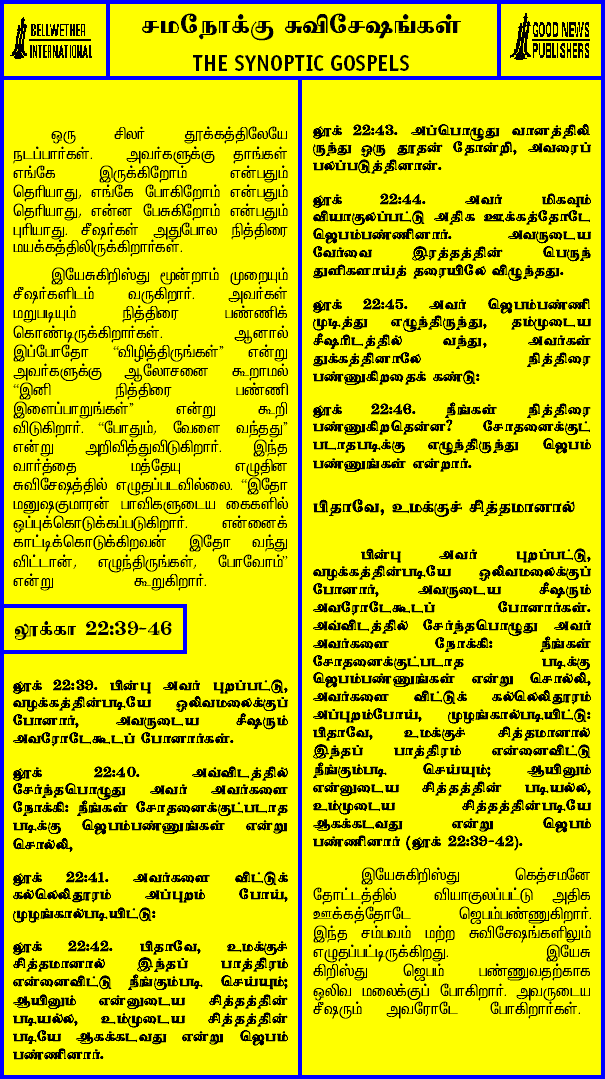 BELLWETHER
INTERNATIONAL
சமநோக்கு சுவிசேஷங்கள்
THE SYNOPTIC GOSPELS
GOOD NEWS
PUBLISHERS
ஒரு சிலர் தூக்கத்திலேயே
நடப்பார்கள். அவர்களுக்கு தாங்கள்
எங்கே இருக்கிறோம் என்பதும்
தெரியாது, எங்கே போகிறோம் என்பதும்
தெரியாது, என்ன பேசுகிறோம் என்பதும்
புரியாது. சீஷர்கள் அதுபோல நித்திரை
மயக்கத்திலிருக்கிறார்கள்.
இயேசுகிறிஸ்து மூன்றாம் முறையும்
சீஷர்களிடம் வருகிறார். அவர்கள்
மறுபடியும் நித்திரை பண்ணிக்
கொண்டிருக்கிறார்கள். ஆனால்
இப்போதோ “விழித்திருங்கள்” என்று
அவர்களுக்கு ஆலோசனை கூறாமல்
“இனி நித்திரை பண்ணி
இளைப்பாறுங்கள்” என்று கூறி
விடுகிறார். “போதும், வேளை வந்தது”
என்று அறிவித்துவிடுகிறார். இந்த
வார்த்தை மத்தேயு எழுதின
சுவிசேஷத்தில் எழுதப்படவில்லை. “இதோ
மனுஷகுமாரன் பாவிகளுடைய கைகளில்
ஒப்புக்கொடுக்கப்படுகிறார். என்னைக்
காட்டிக்கொடுக்கிறவன் இதோ வந்து
விட்டான், எழுந்திருங்கள், போவோம்”
என்று கூறுகிறார்.
லூக்கா 22:39-46
லூக் 22:39. பின்பு அவர் புறப்பட்டு,
வழக்கத்தின்படியே ஒலிவமலைக்குப்
போனார், அவருடைய சீஷரும்
அவரோடேகூடப் போனார்கள்.
லூக் 22:40. அவ்விடத்தில்
சேர்ந்தபொழுது அவர் அவர்களை
நோக்கி: நீங்கள் சோதனைக்குட்படாத
படிக்கு ஜெபம்பண்ணுங்கள் என்று
சொல்லி,
லூக் 22:41. அவர்களை விட்டுக்
கல்லெலிதூரம் அப்புறம் போய்,
முழங்கால்படியிட்டு:
லூக் 22:42. பிதாவே, உமக்குச்
சித்தமானால் இந்தப் பாத்திரம்
என்னைவிட்டு நீங்கும்படி செய்யும்;
ஆயினும் என்னுடைய சித்தத்தின்
படியல்ல, உம்முடைய சித்தத்தின்
படியே ஆகக்கடவது என்று ஜெபம்
பண்ணினார்.
லூக் 22:43. அப்பொழுது வானத்திலி
ருந்து ஒரு தூதன் தோன்றி, அவரைப்
பலப்படுத்தினான்.
லூக் 22:44. அவர் மிகவும்
வியாகுலப்பட்டு அதிக ஊக்கத்தோடே
ஜெபம்பண்ணினார். அவருடைய
வேர்வை இரத்தத்தின் பெருந்
துளிகளாய்த் தரையிலே விழுந்தது.
லூக் 22:45. அவர் ஜெபம்பண்ணி
முடித்து எழுந்திருந்து, தம்முடைய
சீஷரிடத்தில் வந்து, அவர்கள்
துக்கத்தினாலே நித்திரை
பண்ணுகிறதைக் கண்டு:
லூக் 22:46. நீங்கள் நித்திரை
பண்ணுகிறதென்ன? சோதனைக்குட்
படாதபடிக்கு எழுந்திருந்து ஜெபம்
பண்ணுங்கள் என்றார்.
பிதாவே, உமக்குச் சித்தமானால்
பின்பு அவர் புறப்பட்டு,
வழக்கத்தின்படியே ஒலிவமலைக்குப்
போனார், அவருடைய சீஷரும்
அவரோடேகூடப் போனார்கள்.
அவ்விடத்தில் சேர்ந்தபொழுது அவர்
அவர்களை நோக்கி: நீங்கள்
சோதனைக்குட்படாத படிக்கு
ஜெபம்பண்ணுங்கள் என்று சொல்லி,
அவர்களை விட்டுக் கல்லெலிதூரம்
அப்புறம்போய், முழங்கால்படியிட்டு:
பிதாவே, உமக்குச் சித்தமானால்
இந்தப் பாத்திரம் என்னைவிட்டு
நீங்கும்படி செய்யும்; ஆயினும்
என்னுடைய சித்தத்தின் படியல்ல,
உம்முடைய சித்தத்தின்படியே
ஆகக்கடவது என்று ஜெபம்
பண்ணினார் (லூக் 22:39-42).
இயேசுகிறிஸ்து கெத்சமனே
தோட்டத்தில் வியாகுலப்பட்டு அதிக
ஊக்கத்தோடே ஜெபம்பண்ணுகிறார்.
இந்த சம்பவம் மற்ற சுவிசேஷங்களிலும்
எழுதப்பட்டிருக்கிறது. இயேசு
கிறிஸ்து ஜெபம் பண்ணுவதற்காக
ஒலிவ மலைக்குப் போகிறார். அவருடைய
சீஷரும் அவரோடே போகிறார்கள்.